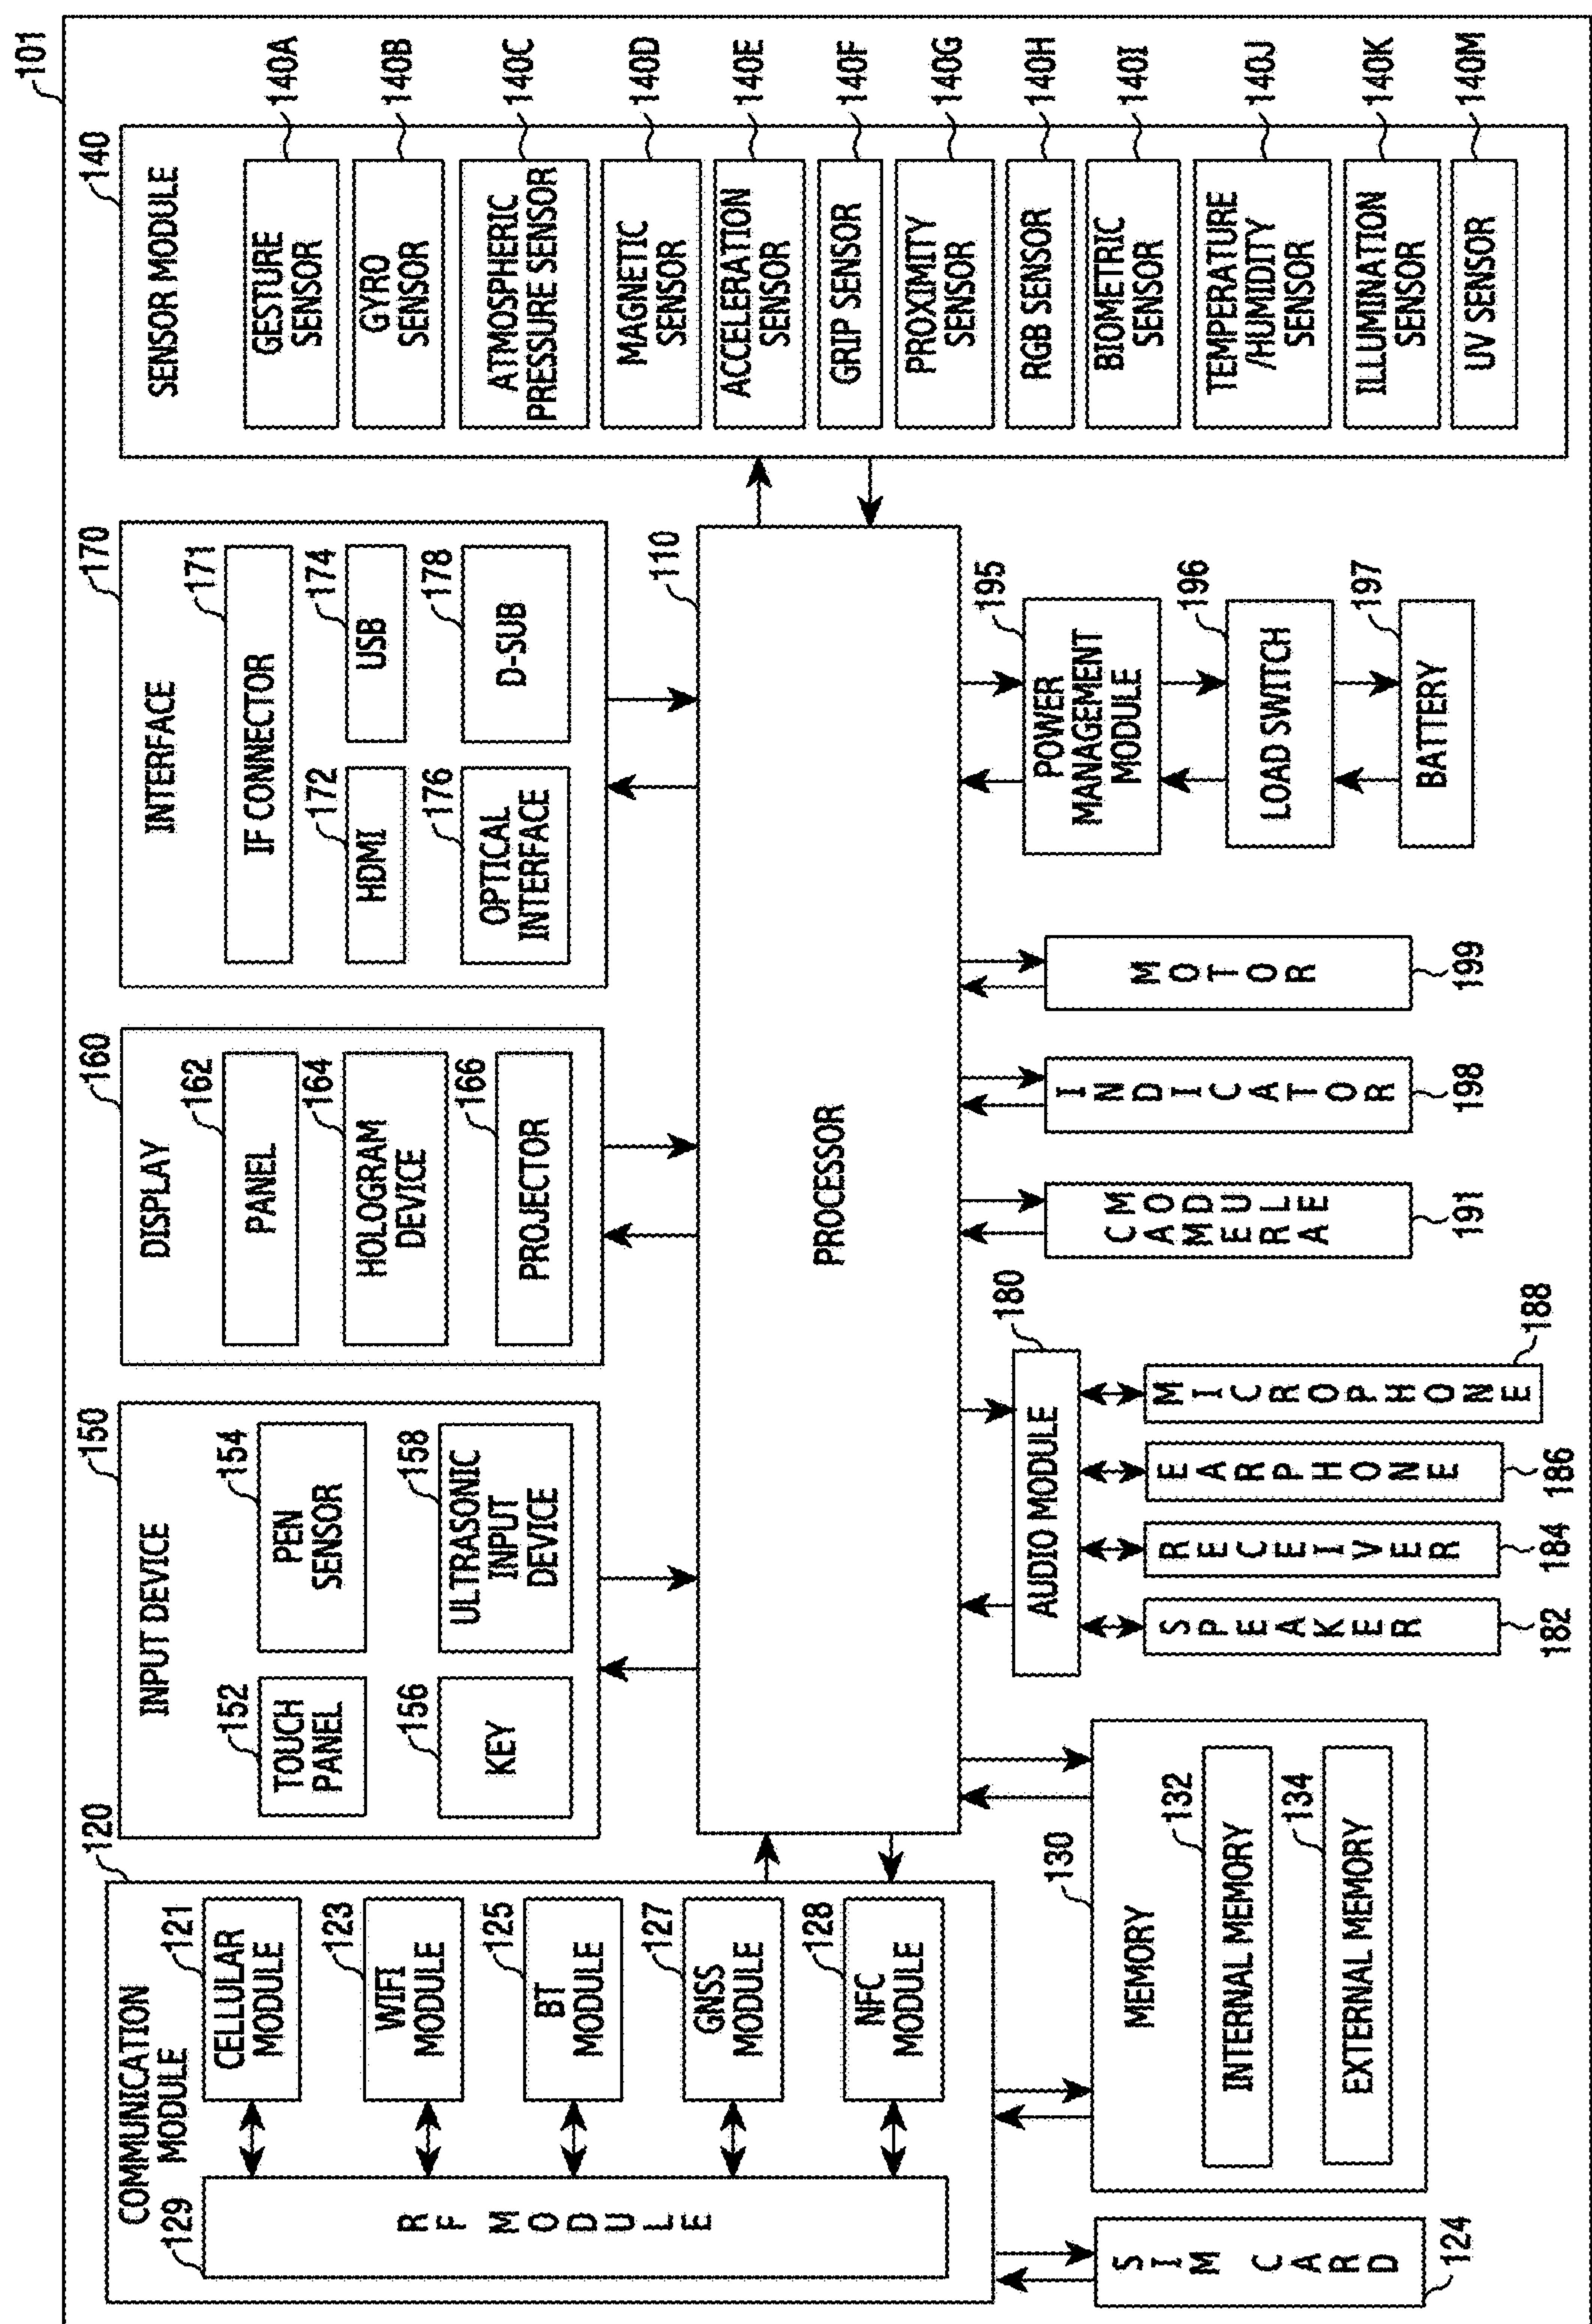 101
COMMUNICATION
MODULE
120
129
RF MODULE
121
CELLULAR
MODULE
123
WIFI
MODULE
125
BT
MODULE
127
GNSS
MODULE
128
NFC
MODULE
150
INPUT DEVICE
152
TOUCH
PANEL
154
PEN
SENSOR
156
KEY
158
ULTRASONIC
INPUT
DEVICE
160
DISPLAY
162
PANEL
164
HOLOGRAM
DEVICE
166
PROJECTOR
170
INTERFACE
171
IF CONNECTOR
172
HDMI
174
USB
176
OPTICAL
INTERFACE
178
D-SUB
140
SENSOR MODULE
GESTURE
SENSOR
140A
GYRO
SENSOR
140B
ATMOSPHERIC
PRESSURE SENSOR
140C
MAGNETIC
SENSOR
140D
ACCELERATION
SENSOR
140E
GRIP SENSOR
140F
PROXIMITY
SENSOR
140G
RGB SENSOR
140H
BIOMETRIC
SENSOR
140I
TEMPERATURE
/HUMIDITY
SENSOR
140J
ILLUMINATION
SENSOR
140K
UV SENSOR
140M
110
PROCESSOR
SIM CARD
124
130
MEMORY
132
INTERNAL MEMORY
134
EXTERNAL MEMORY
180
AUDIO MODULE
SPEAKER
182
RECEIVER
184
EARPHONE
186
MICROPHONE
188
CAMERA
MODULE
191
INDICATOR
198
MOTOR
199
195
POWER
MANAGEMENT
MODULE
196
LOAD SWITCH
197
BATTERY